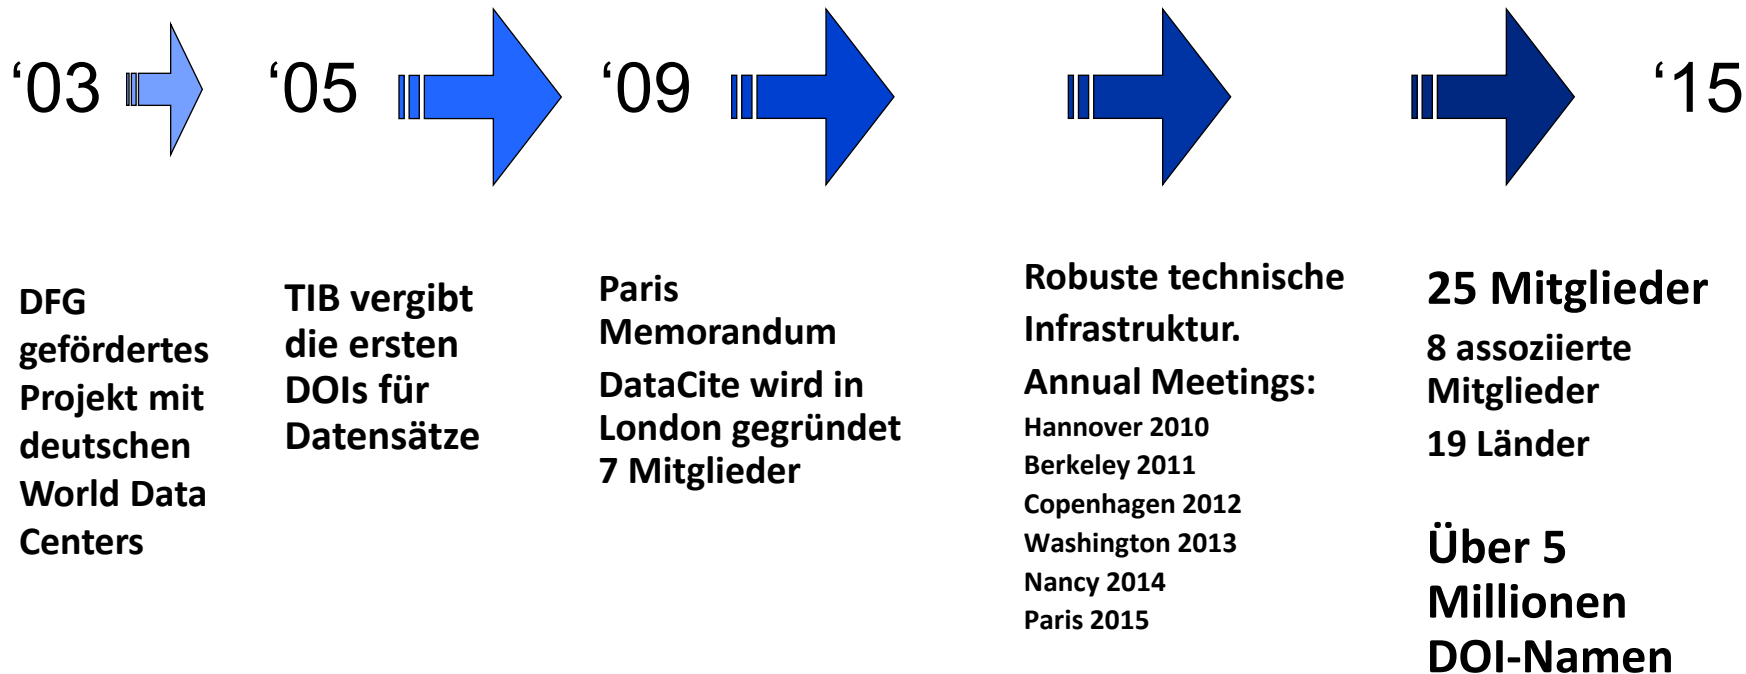 ‘03
‘05
‘09
‘15
DFG
gefördertes
Projekt mit
deutschen
World Data
Centers
TIB vergibt
die ersten
DOIs für
Datensätze
Paris
Memorandum
DataCite wird in
London gegründet
7 Mitglieder
Robuste technische
Infrastruktur.
Annual Meetings:
Hannover 2010
Berkeley 2011
Copenhagen 2012
Washington 2013
Nancy 2014
Paris 2015
25 Mitglieder
8 assoziierte
Mitglieder
19 Länder
Über 5
Millionen
DOI-Namen